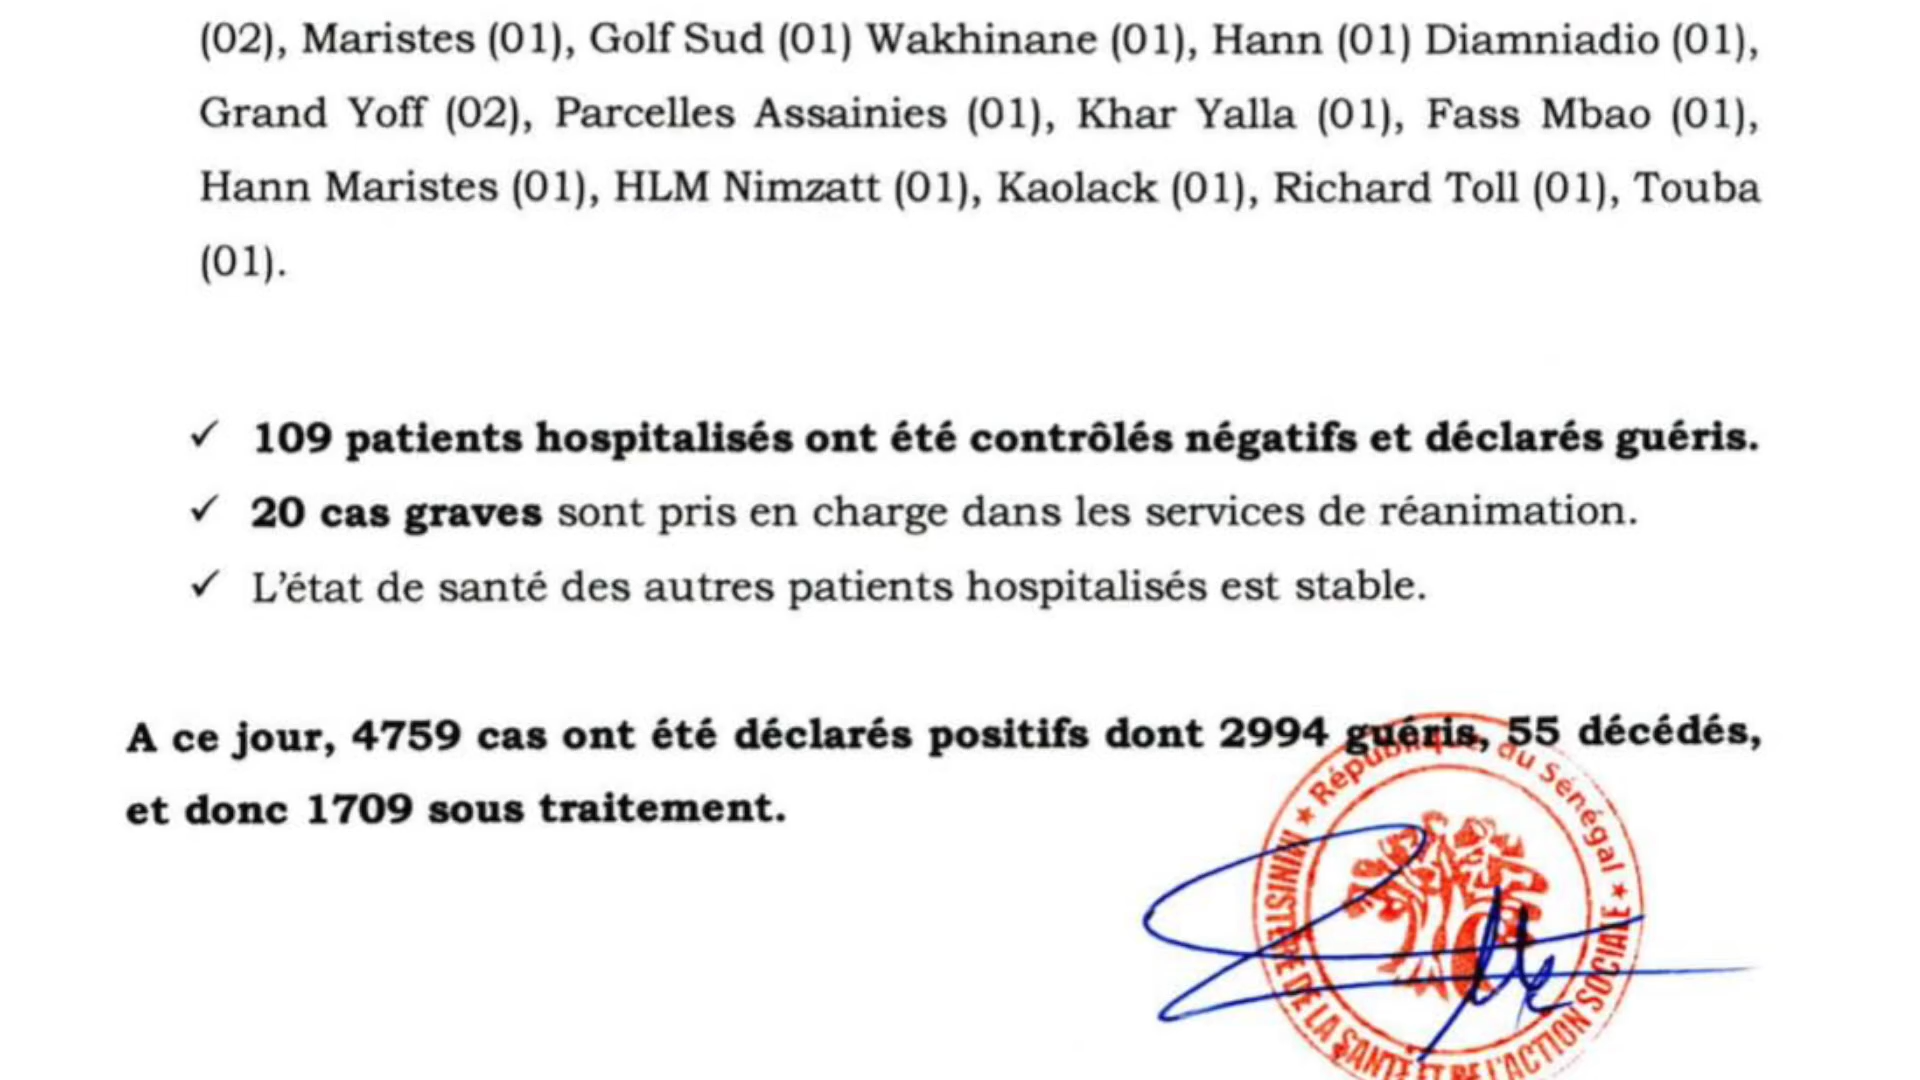 (02), Maristes (01), Golf Sud (01) Wakhinane (01), Hann (01) Diamniadio (01),
Grand Yoff (02), Parcelles Assainies (01), Khar Yalla (01), Fass Mbao (01),
Hann Maristes (01), HLM Nimzatt (01), Kaolack (01), Richard Toll (01), Touba
(01).
✓ 109 patients hospitalisés ont été contrôlés négatifs et déclarés guéris.
✓ 20 cas graves sont pris en charge dans les services de réanimation.
✓ L'état de santé des autres patients hospitalisés est stable.
A ce jour, 4759 cas ont été déclarés positifs dont 2994 guéris, 55 décédés,
et donc 1709 sous traitement.
★ République du Sénégal ★
MINISTERE DE LA SANTÉ ET DE L'ACTION SOCIALE